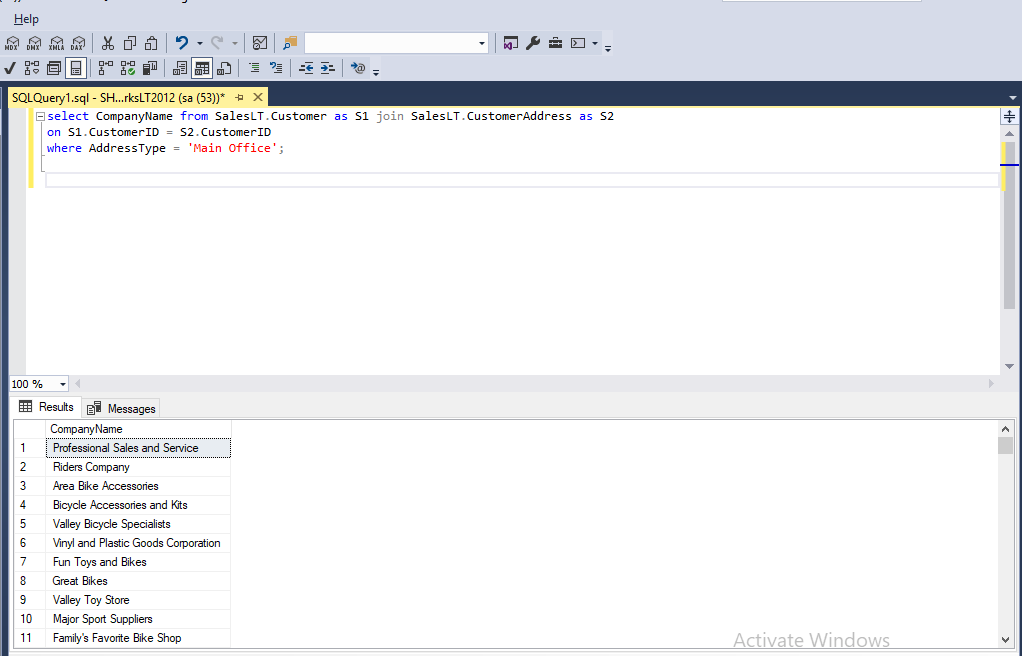 Help
MDX DMX XMLA DAX
SQLQuery1.sql - SH...rksLT2012 (sa (53))*
select CompanyName from SalesLT.Customer as S1 join SalesLT.CustomerAddress as S2
on S1.CustomerID = S2.CustomerID
where AddressType = 'Main Office';
100 %
Results Messages
CompanyName
1 Professional Sales and Service
2 Riders Company
3 Area Bike Accessories
4 Bicycle Accessories and Kits
5 Valley Bicycle Specialists
6 Vinyl and Plastic Goods Corporation
7 Fun Toys and Bikes
8 Great Bikes
9 Valley Toy Store
10 Major Sport Suppliers
11 Family's Favorite Bike Shop
Activate Windows